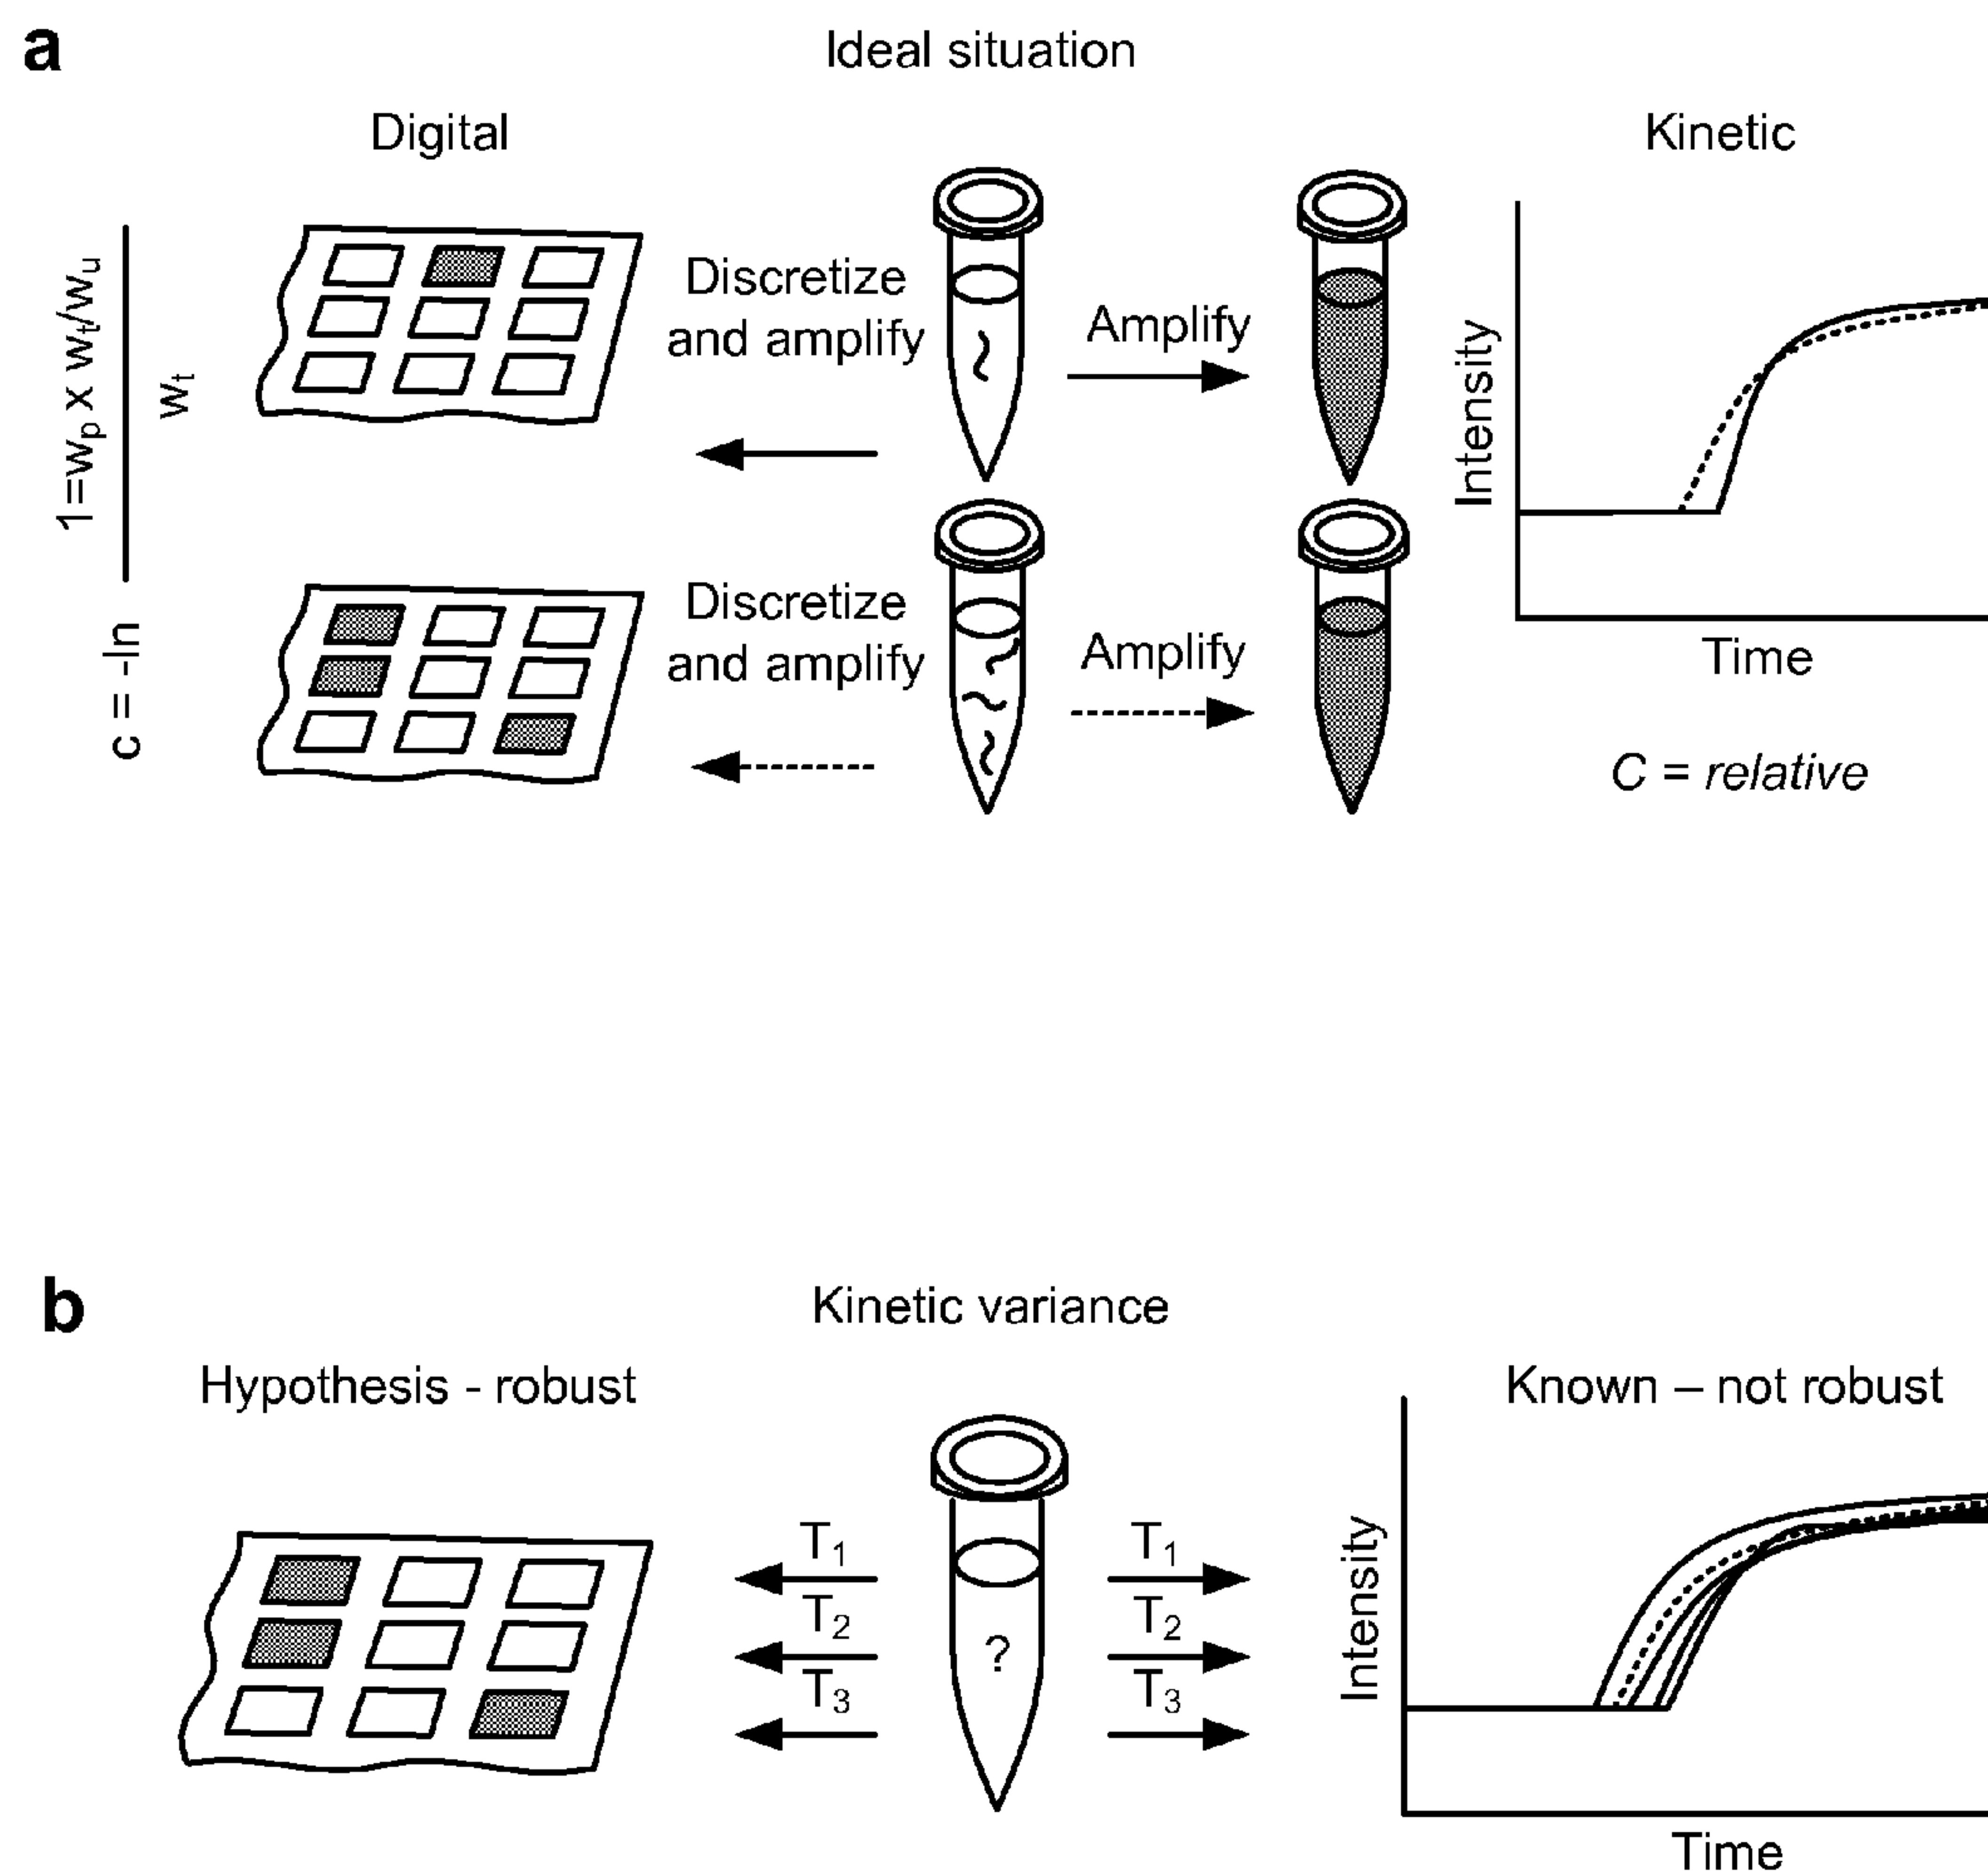 a
Ideal situation
Digital
Kinetic
1=wp x wt/wu
wt
c = -ln
Discretize
and amplify
Amplify
Intensity
Time
Discretize
and amplify
Amplify
C = relative
b
Kinetic variance
Hypothesis - robust
Known – not robust
T1
T2
T3
?
T1
T2
T3
Intensity
Time